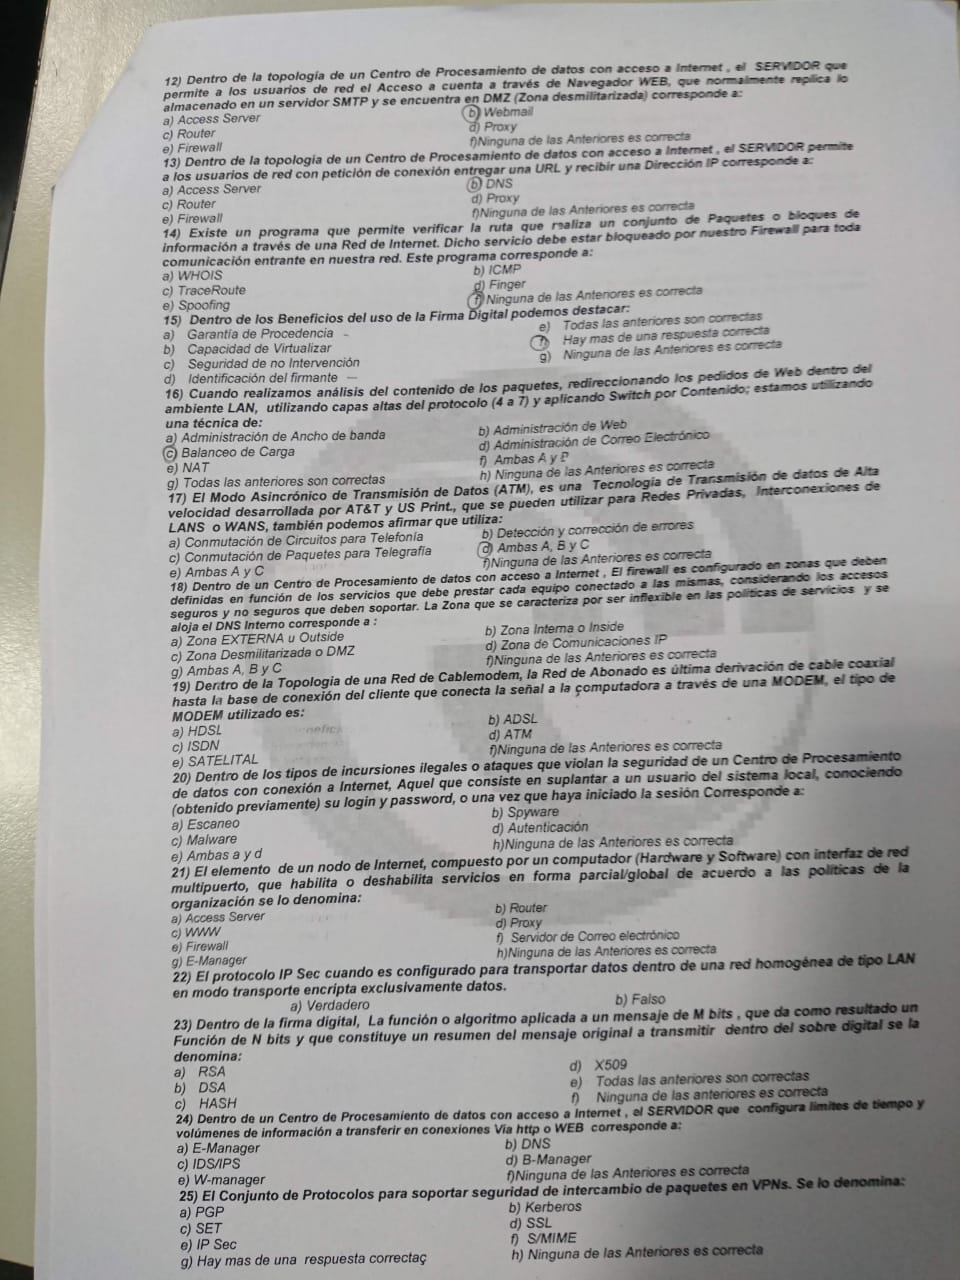 12) Dentro de la topología de un Centro de Procesamiento de datos con acceso a Internet , el SERVIDOR que
permite a los usuarios de red el Acceso a cuenta a través de Navegador WEB, que normalmente replica lo
almacenado en un servidor SMTP y se encuentra en DMZ (Zona desmilitarizada) corresponde a:
a) Access Server b) Webmail
c) Router d) Proxy
e) Firewall f)Ninguna de las Anteriores es correcta
13) Dentro de la topología de un Centro de Procesamiento de datos con acceso a Internet , el SERVIDOR permite
a los usuarios de red con petición de conexión entregar una URL y recibir una Dirección IP corresponde a:
a) Access Server b) DNS
c) Router d) Proxy
e) Firewall f)Ninguna de las Anteriores es correcta
14) Existe un programa que permite verificar la ruta que realiza un conjunto de Paquetes o bloques de
información a través de una Red de Internet. Dicho servicio debe estar bloqueado por nuestro Firewall para toda
comunicación entrante en nuestra red. Este programa corresponde a:
a) WHOIS b) ICMP
c) TraceRoute d) Finger
e) Spoofing f)Ninguna de las Anteriores es correcta
15) Dentro de los Beneficios del uso de la Firma Digital podemos destacar:
a) Garantía de Procedencia e) Todas las anteriores son correctas
b) Capacidad de Virtualizar f) Hay mas de una respuesta correcta
c) Seguridad de no Intervención g) Ninguna de las Anteriores es correcta
d) Identificación del firmante
16) Cuando realizamos análisis del contenido de los paquetes, redireccionando los pedidos de Web dentro del
ambiente LAN, utilizando capas altas del protocolo (4 a 7) y aplicando Switch por Contenido; estamos utilizando
una técnica de:
a) Administración de Ancho de banda b) Administración de Web
c) Balanceo de Carga d) Administración de Correo Electrónico
e) NAT f) Ambas A y
g) Todas las anteriores son correctas h) Ninguna de las Anteriores es correcta
17) El Modo Asincrónico de Transmisión de Datos (ATM), es una Tecnología de Transmisión de datos de Alta
velocidad desarrollada por AT&T y US Print., que se pueden utilizar para Redes Privadas, Interconexiones de
LANS o WANS, también podemos afirmar que utiliza:
a) Conmutación de Circuitos para Telefonía b) Detección y corrección de errores
c) Conmutación de Paquetes para Telegrafía d) Ambas A, B y C
e) Ambas A y C f)Ninguna de las Anteriores es correcta
18) Dentro de un Centro de Procesamiento de datos con acceso a Internet , El firewall es configurado en zonas que deben
definidas en función de los servicios que debe prestar cada equipo conectado a las mismas, considerando los accesos
seguros y no seguros que deben soportar. La Zona que se caracteriza por ser inflexible en las políticas de servicios y se
aloja el DNS Interno corresponde a :
a) Zona EXTERNA u Outside b) Zona Interna o Inside
c) Zona Desmilitarizada o DMZ d) Zona de Comunicaciones IP
g) Ambas A, B y C f)Ninguna de las Anteriores es correcta
19) Dentro de la Topología de una Red de Cablemodem, la Red de Abonado es última derivación de cable coaxial
hasta la base de conexión del cliente que conecta la señal a la computadora a través de una MODEM, el tipo de
MODEM utilizado es:
a) HDSL b) ADSL
c) ISDN d) ATM
e) SATELITAL f)Ninguna de las Anteriores es correcta
20) Dentro de los tipos de incursiones ilegales o ataques que violan la seguridad de un Centro de Procesamiento
de datos con conexión a Internet, Aquel que consiste en suplantar a un usuario del sistema local, conociendo
(obtenido previamente) su login y password, o una vez que haya iniciado la sesión Corresponde a:
a) Escaneo b) Spyware
c) Malware d) Autenticación
e) Ambas a y d h)Ninguna de las Anteriores es correcta
21) El elemento de un nodo de Internet, compuesto por un computador (Hardware y Software) con interfaz de red
multipuerto, que habilita o deshabilita servicios en forma parcial/global de acuerdo a las políticas de la
organización se lo denomina:
a) Access Server b) Router
c) WWW d) Proxy
e) Firewall f) Servidor de Correo electrónico
g) E-Manager h)Ninguna de las Anteriores es correcta
22) El protocolo IP Sec cuando es configurado para transportar datos dentro de una red homogénea de tipo LAN
en modo transporte encripta exclusivamente datos.
a) Verdadero b) Falso
23) Dentro de la firma digital, La función o algoritmo aplicada a un mensaje de M bits , que da como resultado un
Función de N bits y que constituye un resumen del mensaje original a transmitir dentro del sobre digital se la
denomina:
a) RSA d) X509
b) DSA e) Todas las anteriores son correctas
c) HASH f) Ninguna de las anteriores es correcta
24) Dentro de un Centro de Procesamiento de datos con acceso a Internet , el SERVIDOR que configura limites de tiempo y
volúmenes de información a transferir en conexiones Vía http o WEB corresponde a:
a) E-Manager b) DNS
c) IDS/IPS d) B-Manager
e) W-manager f)Ninguna de las Anteriores es correcta
25) El Conjunto de Protocolos para soportar seguridad de intercambio de paquetes en VPNs. Se lo denomina:
a) PGP b) Kerberos
c) SET d) SSL
e) IP Sec f) S/MIME
g) Hay mas de una respuesta correctaç h) Ninguna de las Anteriores es correcta